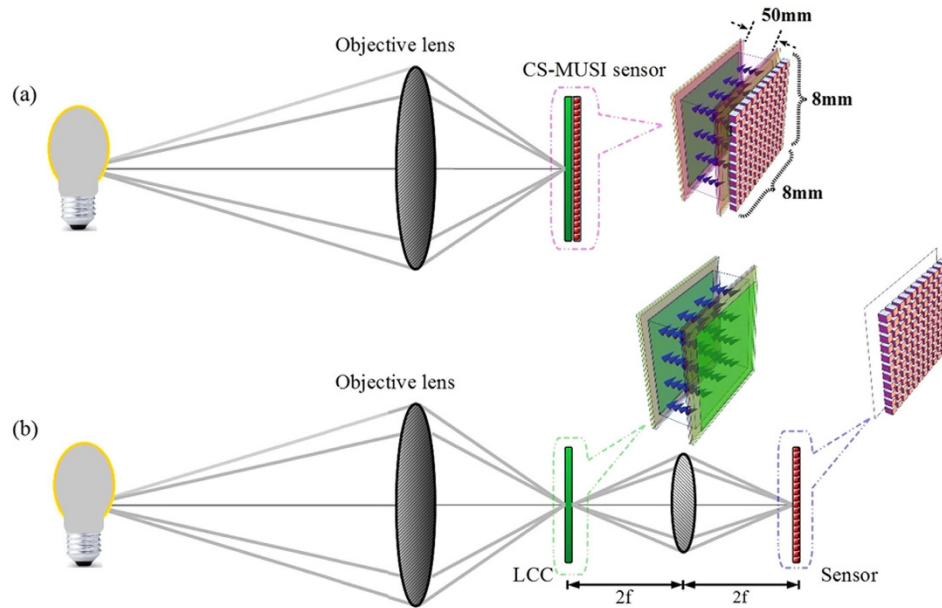 50mm
Objective lens
CS-MUSI sensor
(a)
8mm
8mm
Objective lens
(b)
LCC
Sensor
2f
2f